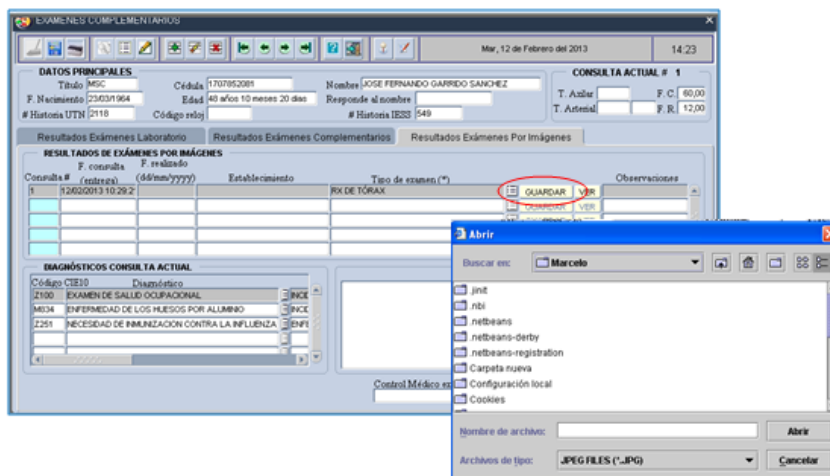 EXAMENES COMPLEMENTARIOS
Mar, 12 de Febrero del 2013 14:23
DATOS PRINCIPALES
CONSULTA ACTUAL # 1
Título MSC Cédula 1707852081 Nombre JOSE FERNANDO GARRIDO SANCHEZ
T. Axilar F.C. 60,00
F. Nacimiento 23/03/1964 Edad 48 años 10 meses 20 dias Responde al nombre
T. Arterial F.R. 12,00
# Historia UTN 2118 Código reloj # Historia IESS 549
Resultados Exámenes Laboratorio Resultados Exámenes Complementarios Resultados Exámenes Por Imágenes
RESULTADOS DE EXÁMENES POR IMÁGENES
F. consulta F. realizado
Consulta # (entrega) (dd/mm/yyyy) Establecimiento Tipo de examen (*) Observaciones
1 12/02/2013 10:29:2 RX DE TÓRAX GUARDAR VER
GUARDAR VER
DIAGNÓSTICOS CONSULTA ACTUAL
Código CIE10 Diagnóstico
Z100 EXAMEN DE SALUD OCUPACIONAL INCI
M834 ENFERMEDAD DE LOS HUESOS POR ALUMINIO INCI
Z251 NECESIDAD DE INMUNIZACION CONTRA LA INFLUENZA ENFE
Control Médico
Abrir
Buscar en: Marcelo
.jinit
.nbi
.netbeans
.netbeans-derby
.netbeans-registration
Carpeta nueva
Configuración local
Cookies
Nombre de archivo: Abrir
Archivos de tipo: JPEG FILES (*.JPG) Cancelar